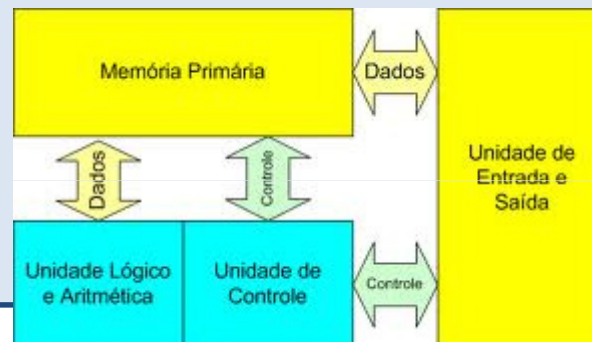 Memória Primária
Dados
Dados
Controle
Unidade de
Entrada e
Saída
Unidade Lógico
e Aritmética
Unidade de
Controle
Controle